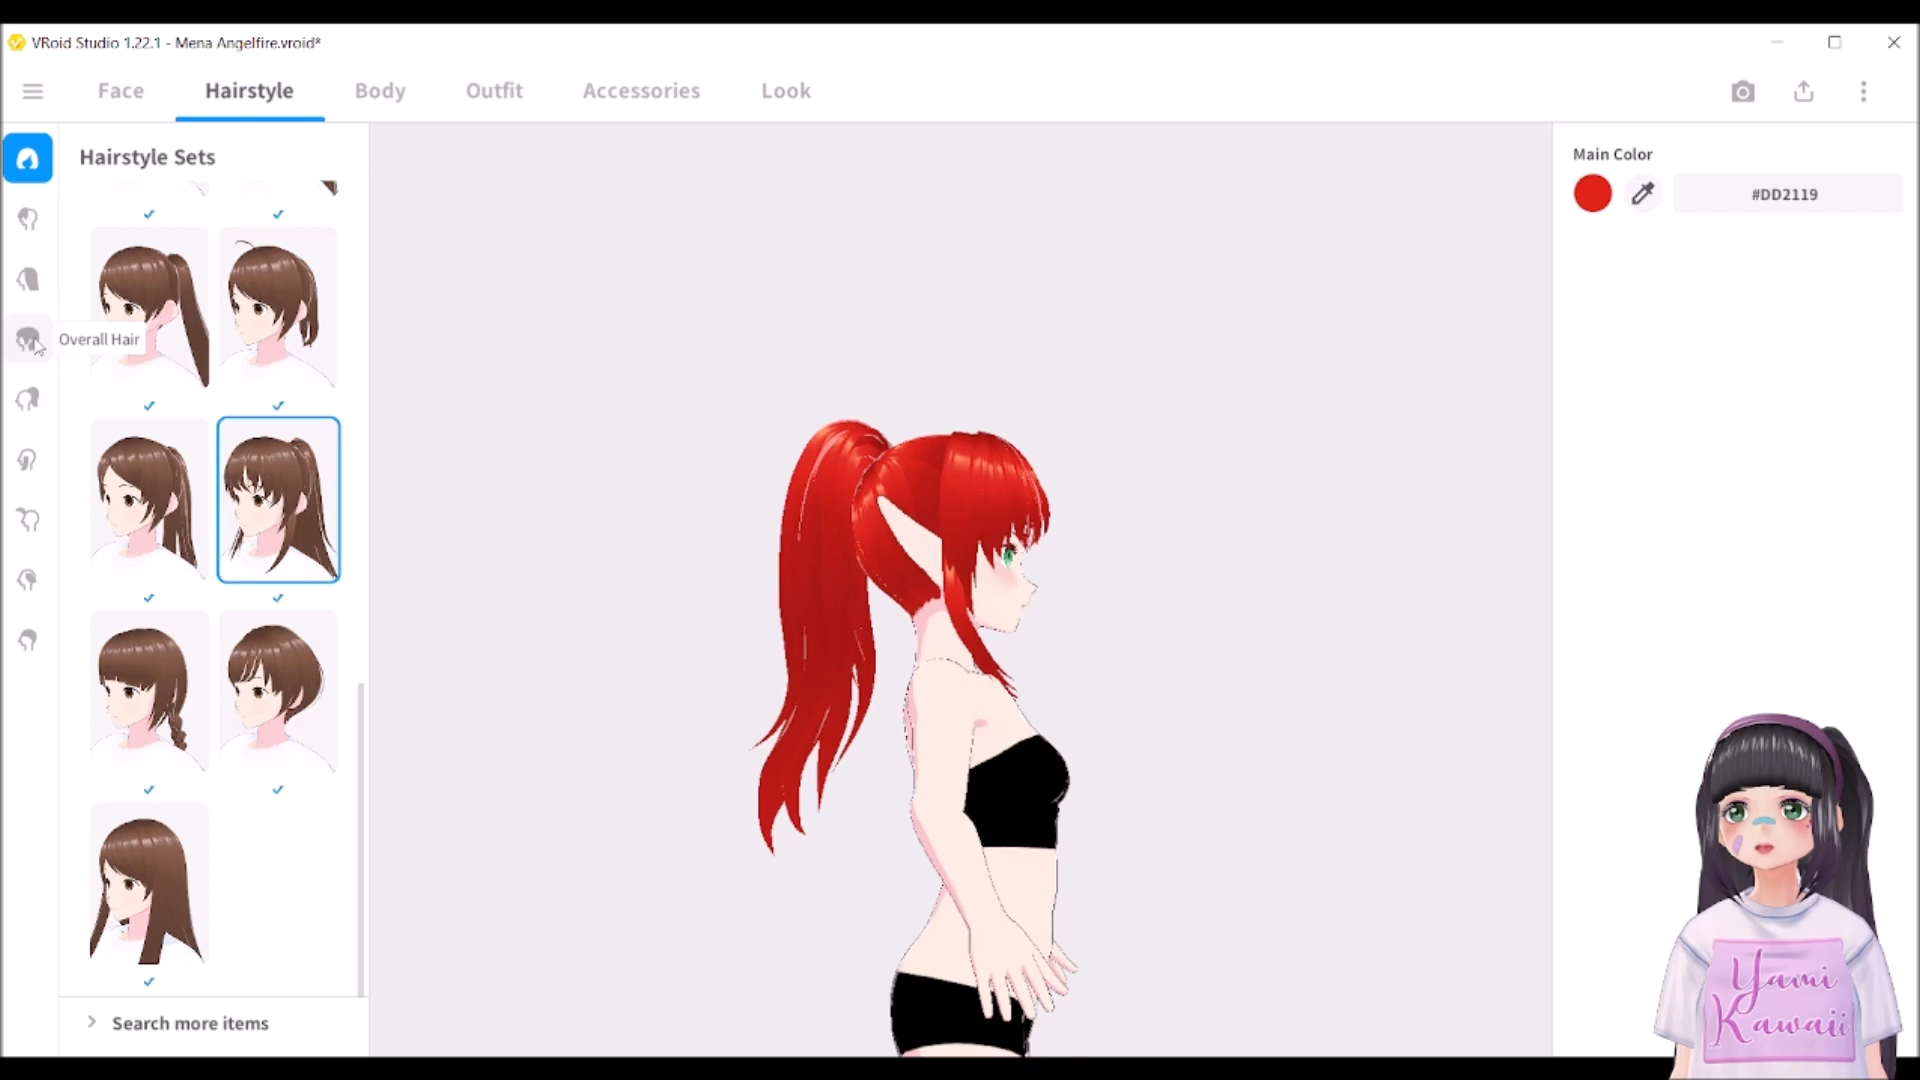 VRoid Studio 1.22.1 - Mena Angelfire.vroid*
Face Hairstyle Body Outfit Accessories Look
Hairstyle Sets
Main Color
#DD2119
Overall Hair
Search more items
Yami
Kawaii